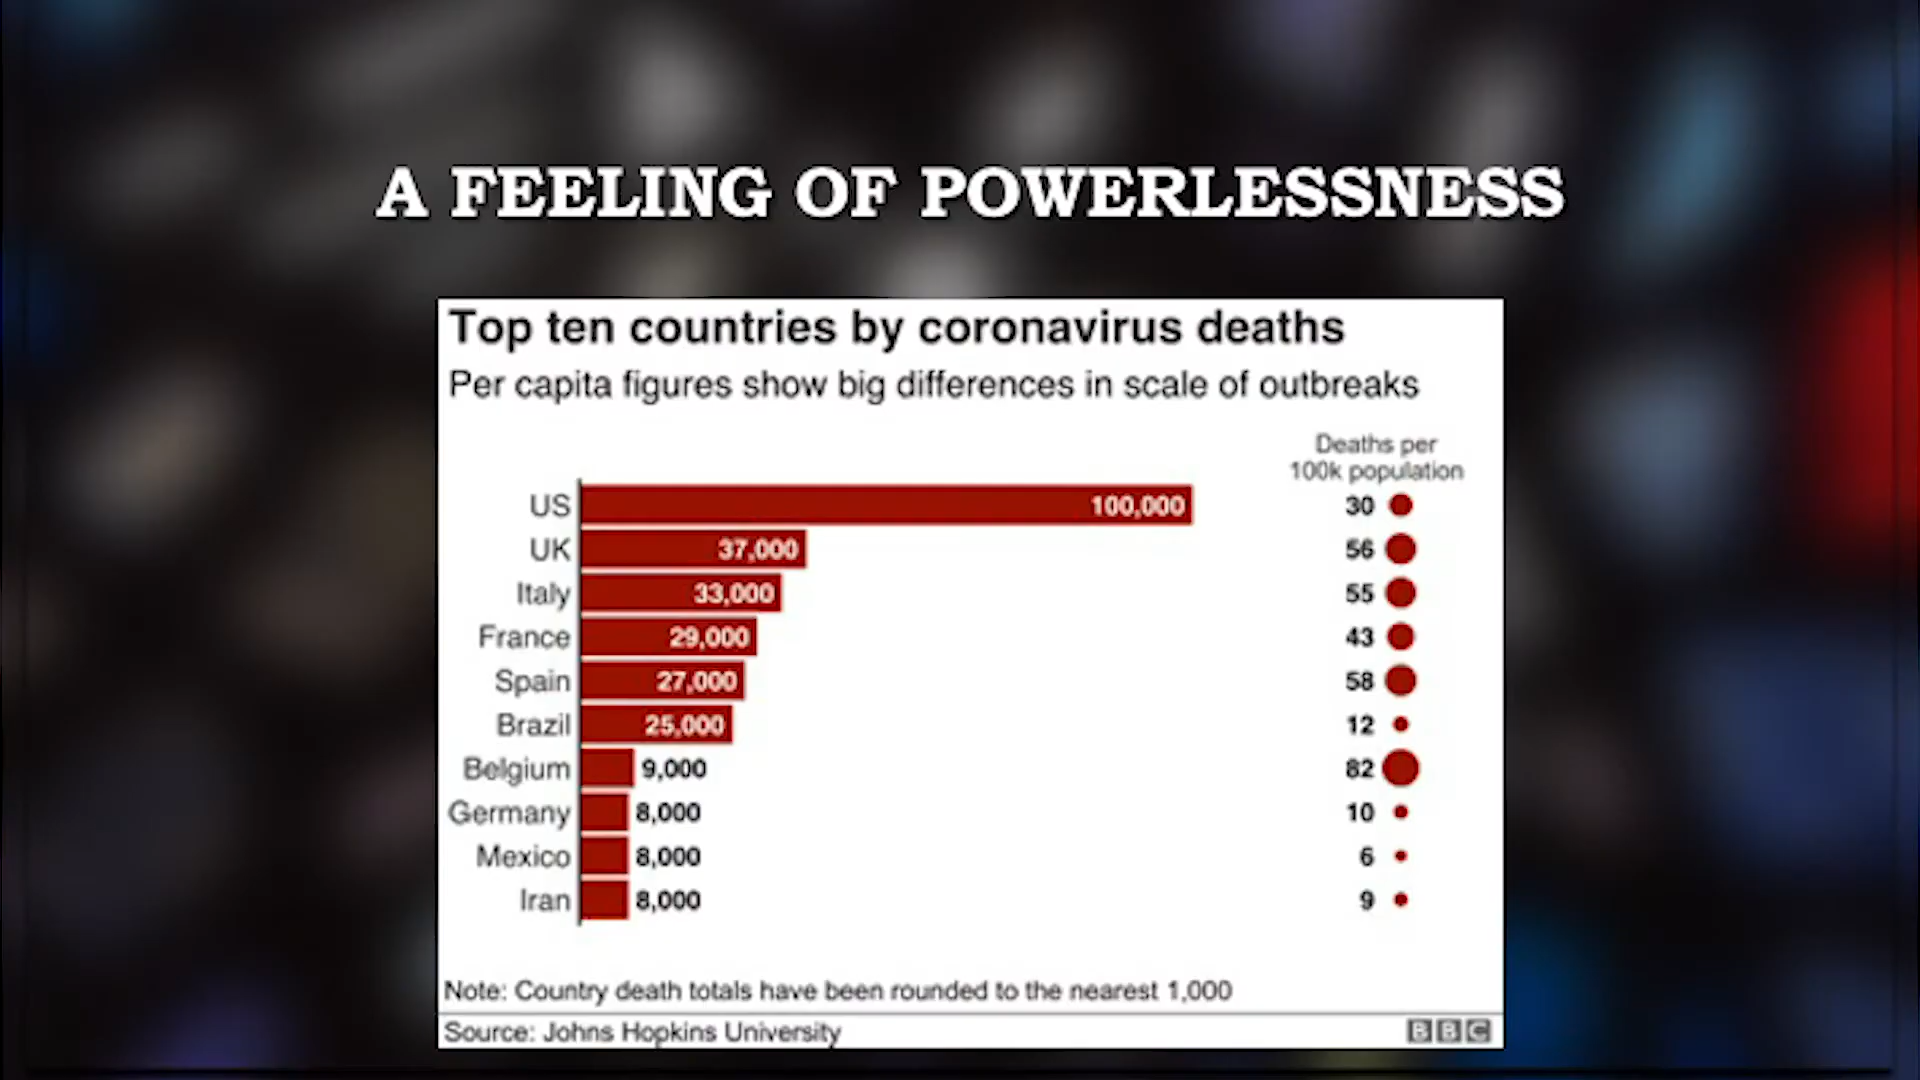 A FEELING OF POWERLESSNESS
Top ten countries by coronavirus deaths
Per capita figures show big differences in scale of outbreaks
Deaths per
100k population
US 100,000 30
UK 37,000 56
Italy 33,000 55
France 29,000 43
Spain 27,000 58
Brazil 25,000 12
Belgium 9,000 82
Germany 8,000 10
Mexico 8,000 6
Iran 8,000 9
Note: Country death totals have been rounded to the nearest 1,000
Source: Johns Hopkins University BBC